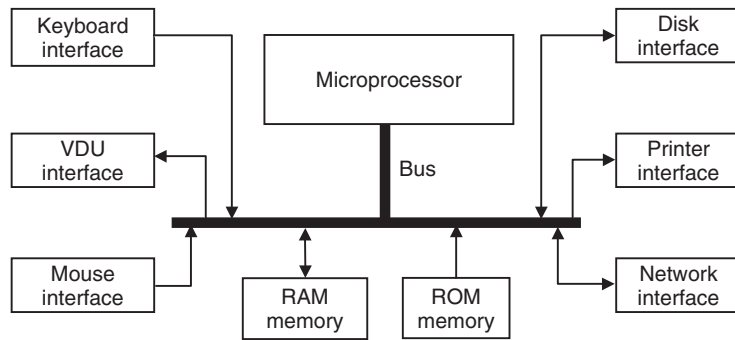 Keyboard
interface
Microprocessor
Disk
interface
VDU
interface
Bus
Printer
interface
Mouse
interface
RAM
memory
ROM
memory
Network
interface